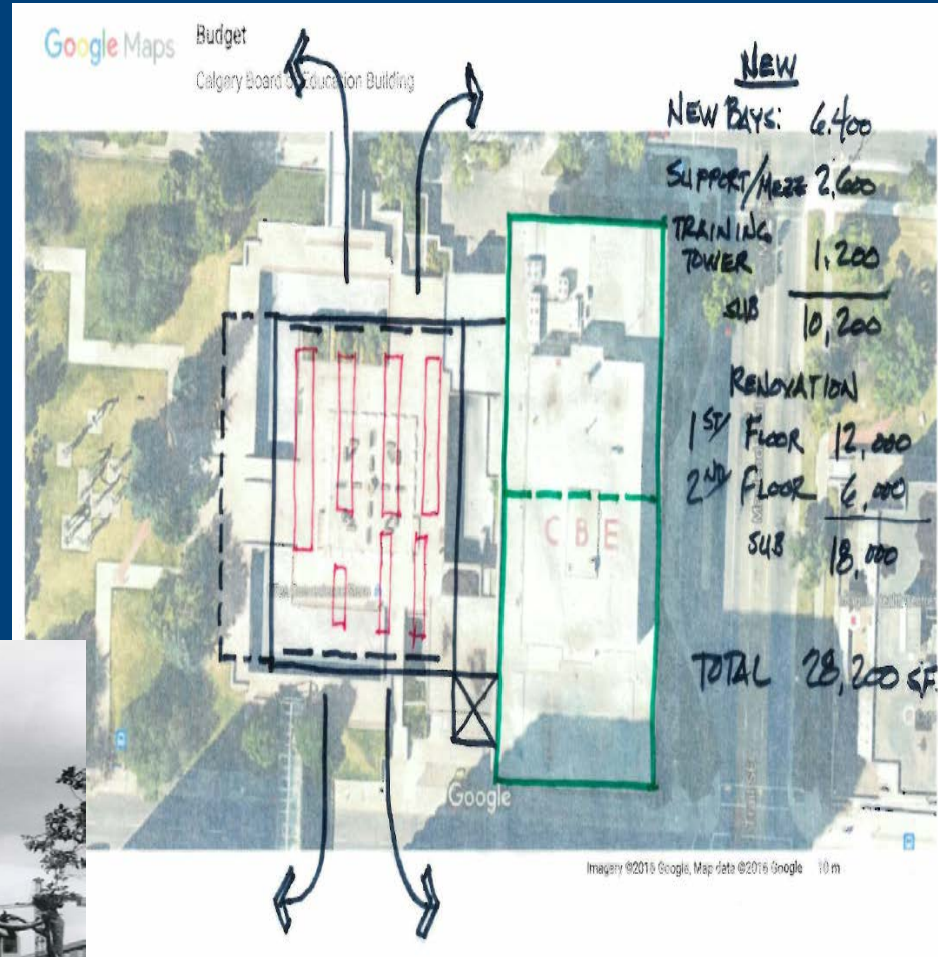 Google Maps
Budget
Calgary Board of Education Building
NEW
NEW BAYS: 6,400
SUPPORT/MEZZ 2,600
TRAINING
TOWER 1,200
SUB 10,200
RENOVATION
1ST FLOOR 12,000
2ND FLOOR 6,000
SUB 18,000
TOTAL 28,200 SF.
CBE
Google
Imagery ©2016 Google, Map data ©2016 Google 10 m